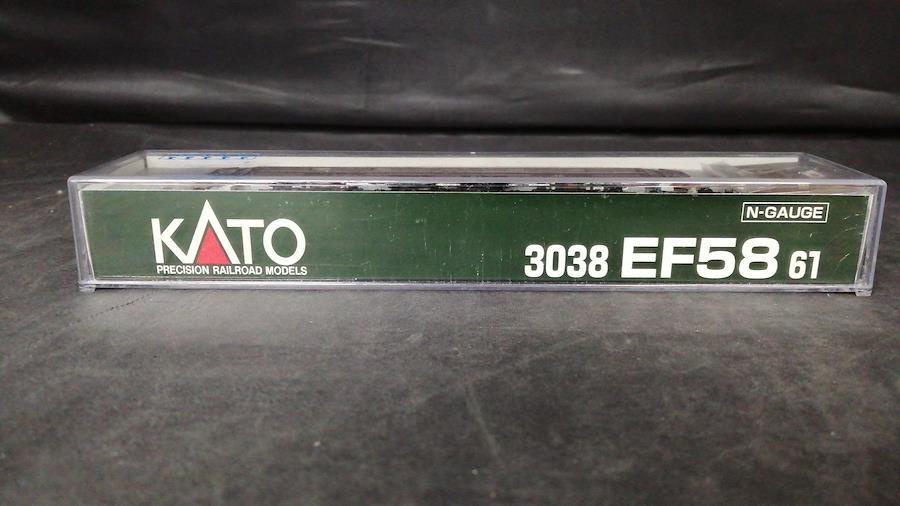 KATO
PRECISION RAILROAD MODELS
N-GAUGE
3038 EF58 61